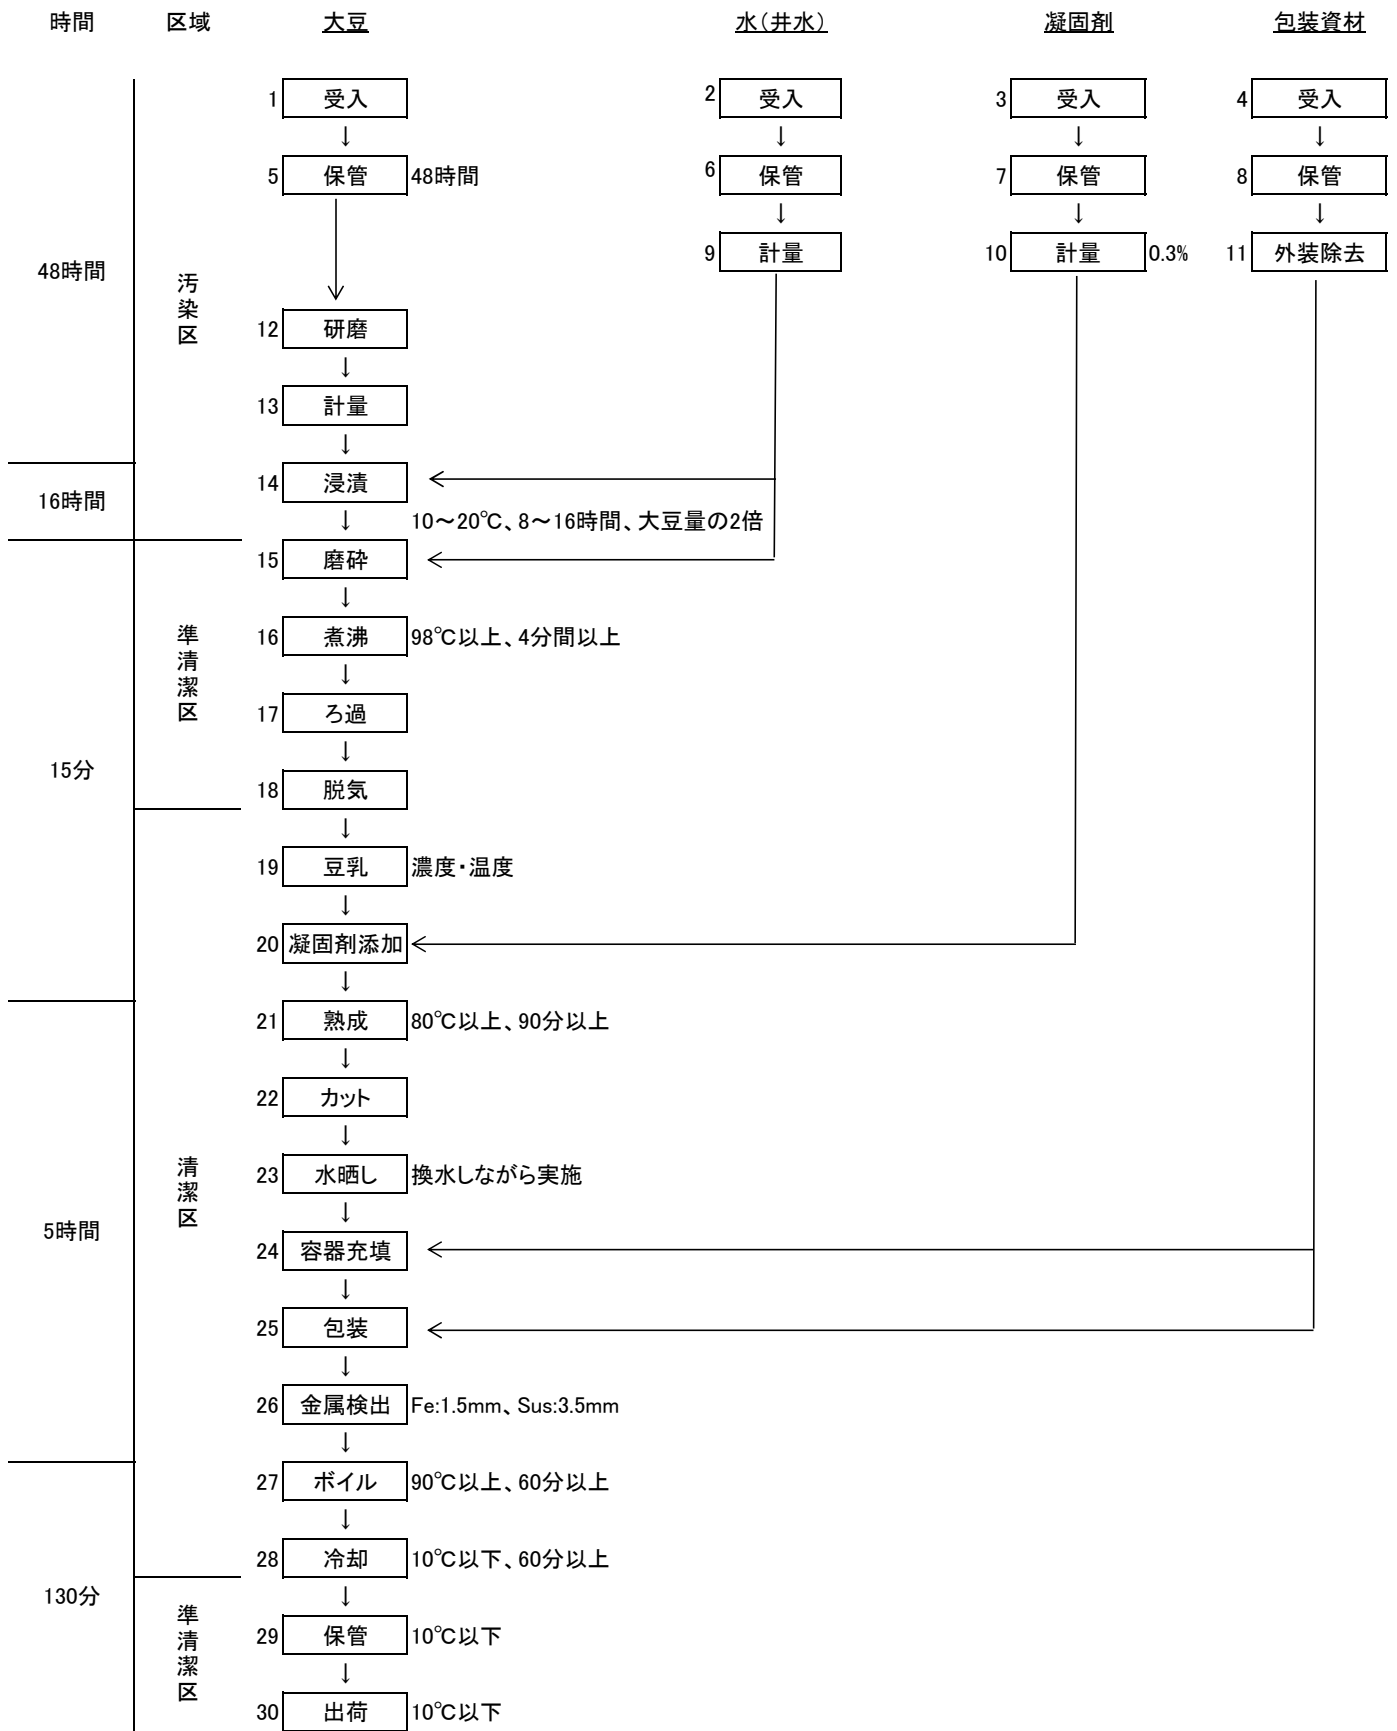 時間 区域 大豆 水(井水) 凝固剤 包装資材
1 受入 2 受入 3 受入 4 受入
↓ ↓ ↓ ↓
5 保管 48時間 6 保管 7 保管 8 保管
↓ ↓ ↓
9 計量 10 計量 0.3% 11 外装除去
48時間
汚染区
12 研磨
↓
13 計量
↓
14 浸漬
16時間
↓ 10~20℃、8~16時間、大豆量の2倍
15 磨砕
↓
準清潔区
16 煮沸 98℃以上、4分間以上
↓
17 ろ過
↓
15分
18 脱気
↓
19 豆乳 濃度・温度
↓
20 凝固剤添加
↓
21 熟成 80℃以上、90分以上
↓
22 カット
↓
清潔区
23 水晒し 換水しながら実施
↓
5時間
24 容器充填
↓
25 包装
↓
26 金属検出 Fe:1.5mm、Sus:3.5mm
↓
27 ボイル 90℃以上、60分以上
↓
28 冷却 10℃以下、60分以上
↓
130分
準清潔区
29 保管 10℃以下
↓
30 出荷 10℃以下